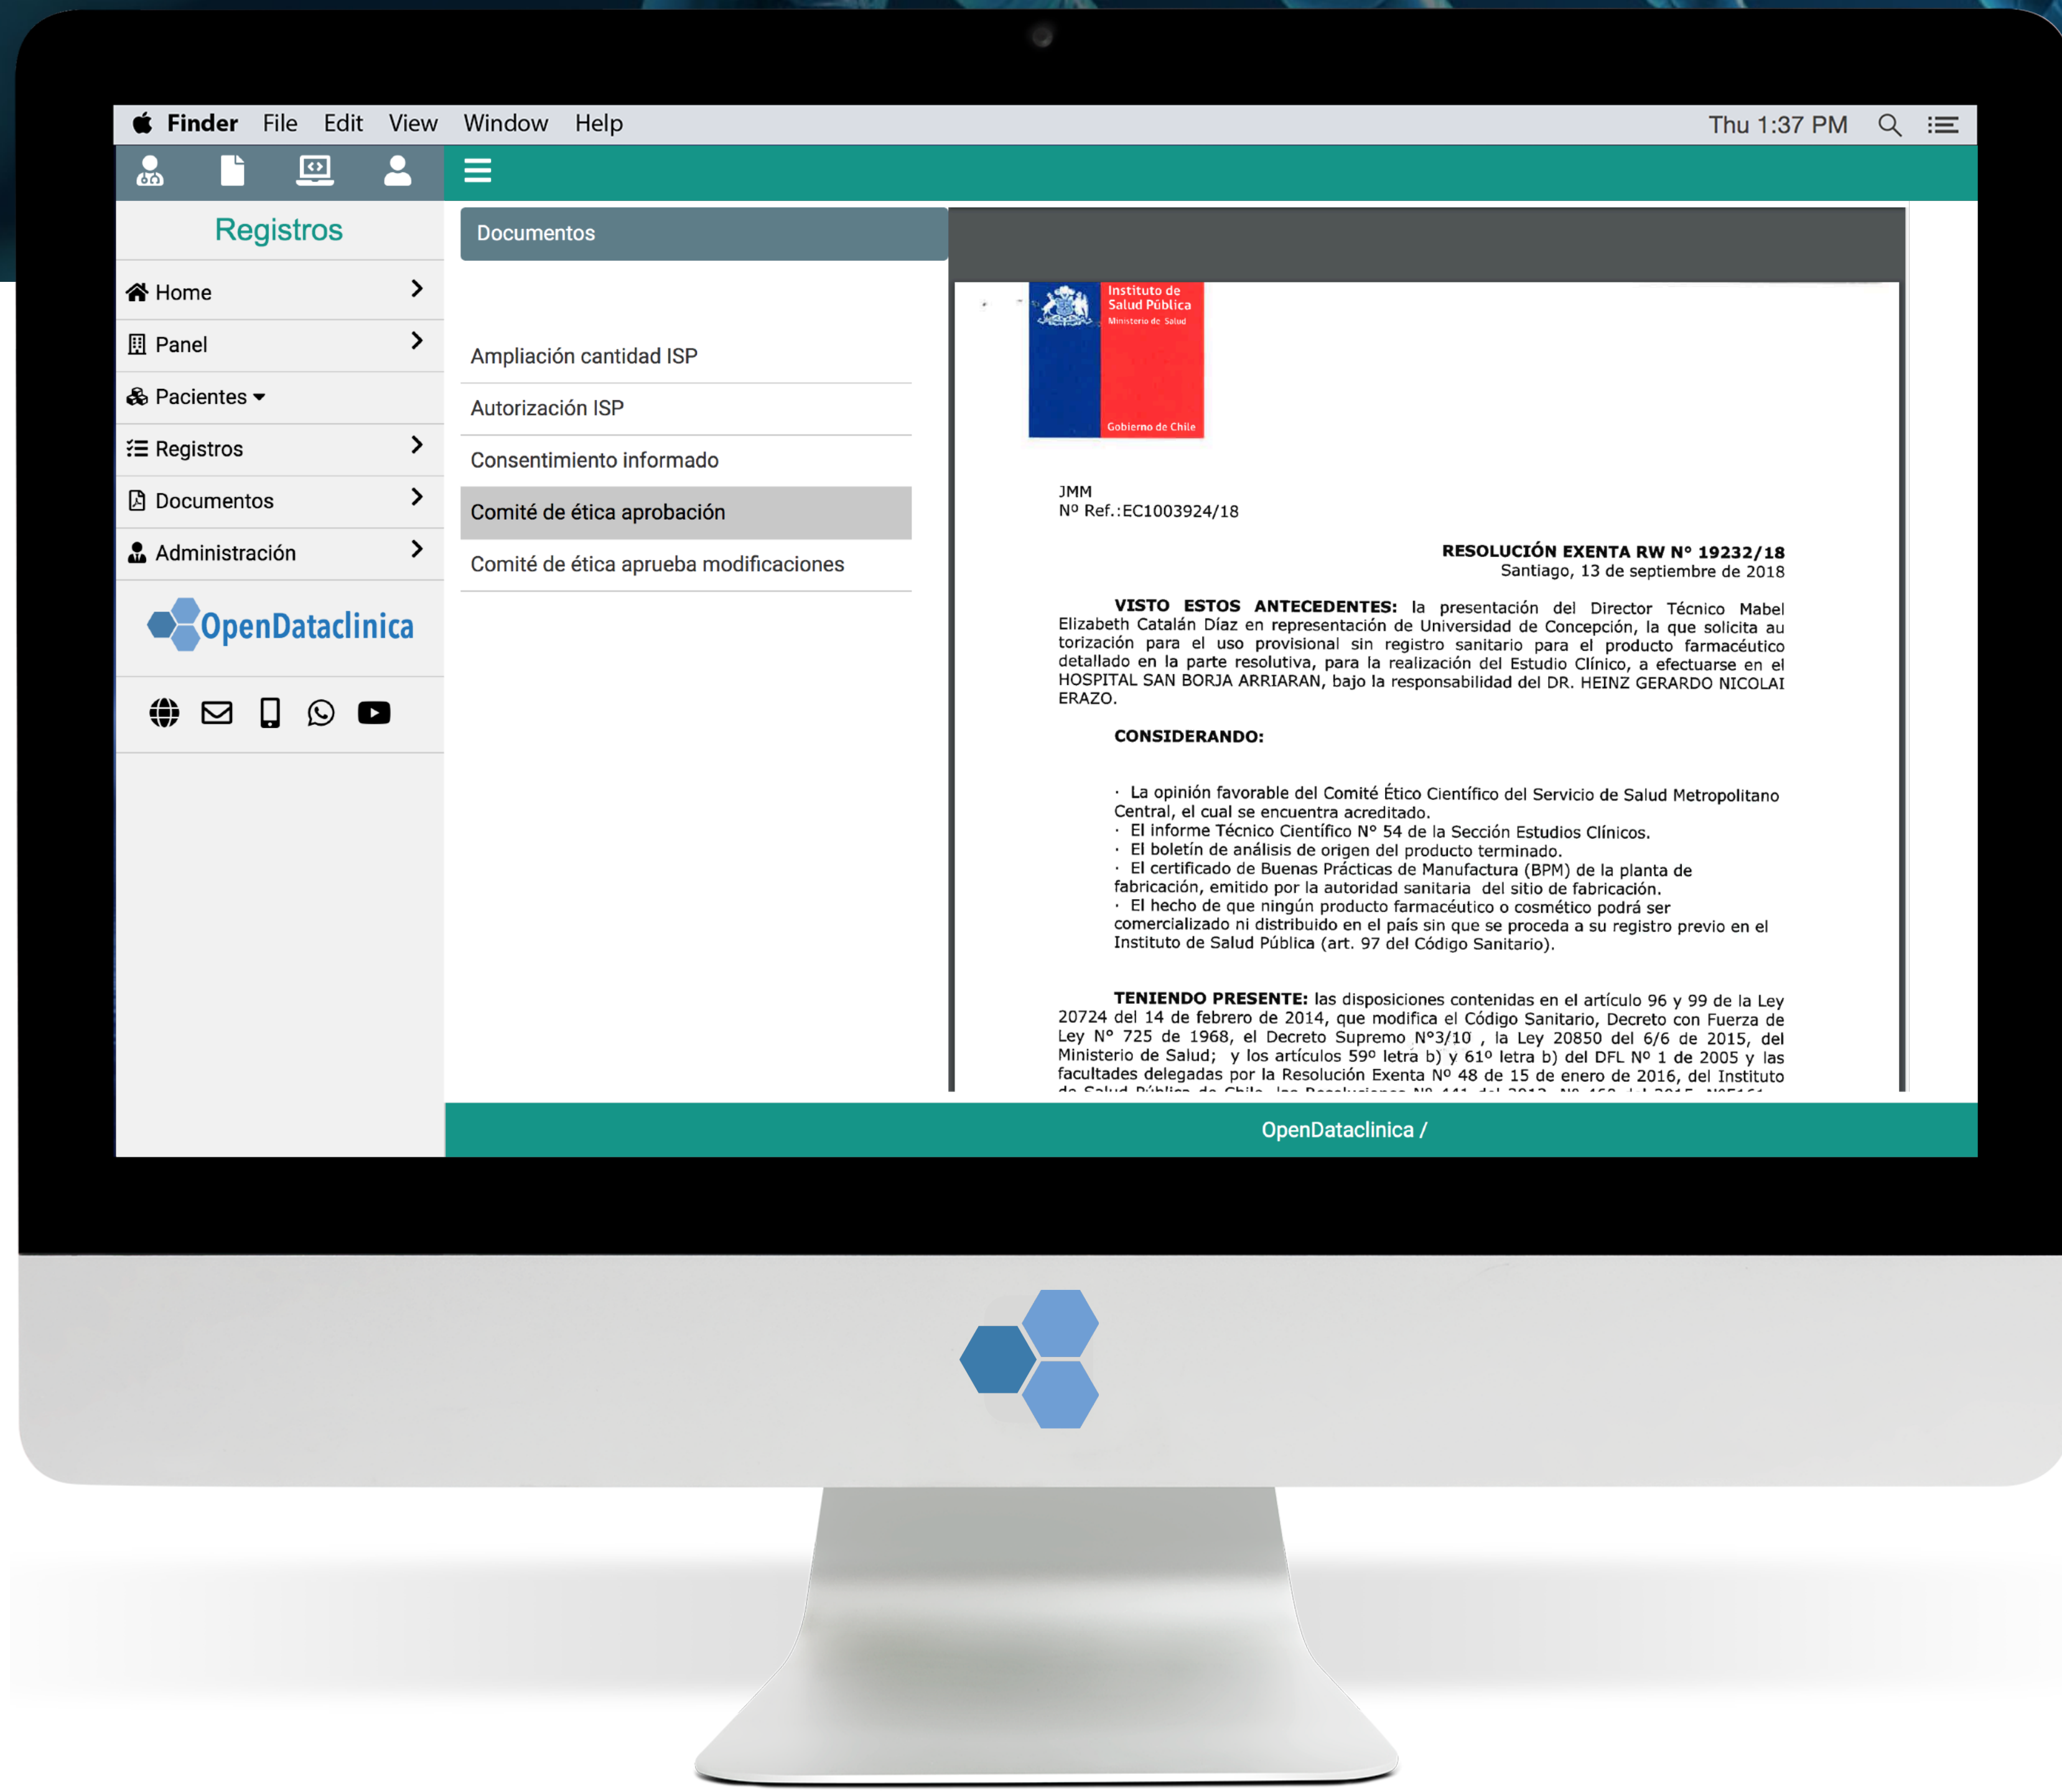 Finder File Edit View Window Help Thu 1:37 PM
Registros
Home
Panel
Pacientes
Registros
Documentos
Administración
OpenDataclinica
Documentos
Ampliación cantidad ISP
Autorización ISP
Consentimiento informado
Comité de ética aprobación
Comité de ética aprueba modificaciones
Instituto de
Salud Pública
Ministerio de Salud
Gobierno de Chile
JMM
Nº Ref.:EC1003924/18
RESOLUCIÓN EXENTA RW Nº 19232/18
Santiago, 13 de septiembre de 2018
VISTO ESTOS ANTECEDENTES: la presentación del Director Técnico Mabel
Elizabeth Catalán Díaz en representación de Universidad de Concepción, la que solicita au
torización para el uso provisional sin registro sanitario para el producto farmacéutico
detallado en la parte resolutiva, para la realización del Estudio Clínico, a efectuarse en el
HOSPITAL SAN BORJA ARRIARAN, bajo la responsabilidad del DR. HEINZ GERARDO NICOLAI
ERAZO.
CONSIDERANDO:
· La opinión favorable del Comité Ético Científico del Servicio de Salud Metropolitano
Central, el cual se encuentra acreditado.
· El informe Técnico Científico N° 54 de la Sección Estudios Clínicos.
· El boletín de análisis de origen del producto terminado.
· El certificado de Buenas Prácticas de Manufactura (BPM) de la planta de
fabricación, emitido por la autoridad sanitaria del sitio de fabricación.
· El hecho de que ningún producto farmacéutico o cosmético podrá ser
comercializado ni distribuido en el país sin que se proceda a su registro previo en el
Instituto de Salud Pública (art. 97 del Código Sanitario).
TENIENDO PRESENTE: las disposiciones contenidas en el artículo 96 y 99 de la Ley
20724 del 14 de febrero de 2014, que modifica el Código Sanitario, Decreto con Fuerza de
Ley N° 725 de 1968, el Decreto Supremo N°3/10 , la Ley 20850 del 6/6 de 2015, del
Ministerio de Salud; y los artículos 59º letra b) y 61º letra b) del DFL Nº 1 de 2005 y las
facultades delegadas por la Resolución Exenta Nº 48 de 15 de enero de 2016, del Instituto
de Salud Pública de Chile, las Resoluciones Nº
OpenDataclinica /